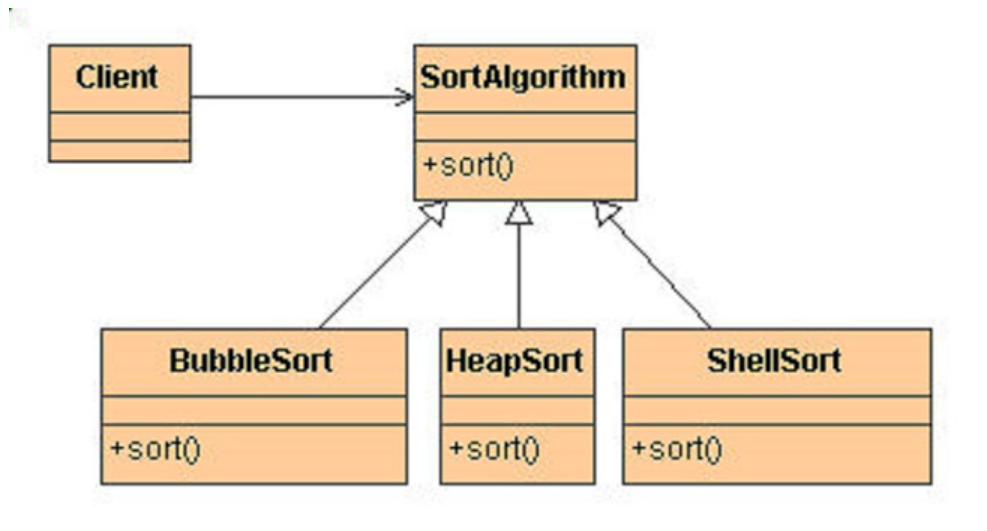 Client
SortAlgorithm
+sort()
BubbleSort
HeapSort
ShellSort
+sort()
+sort()
+sort()